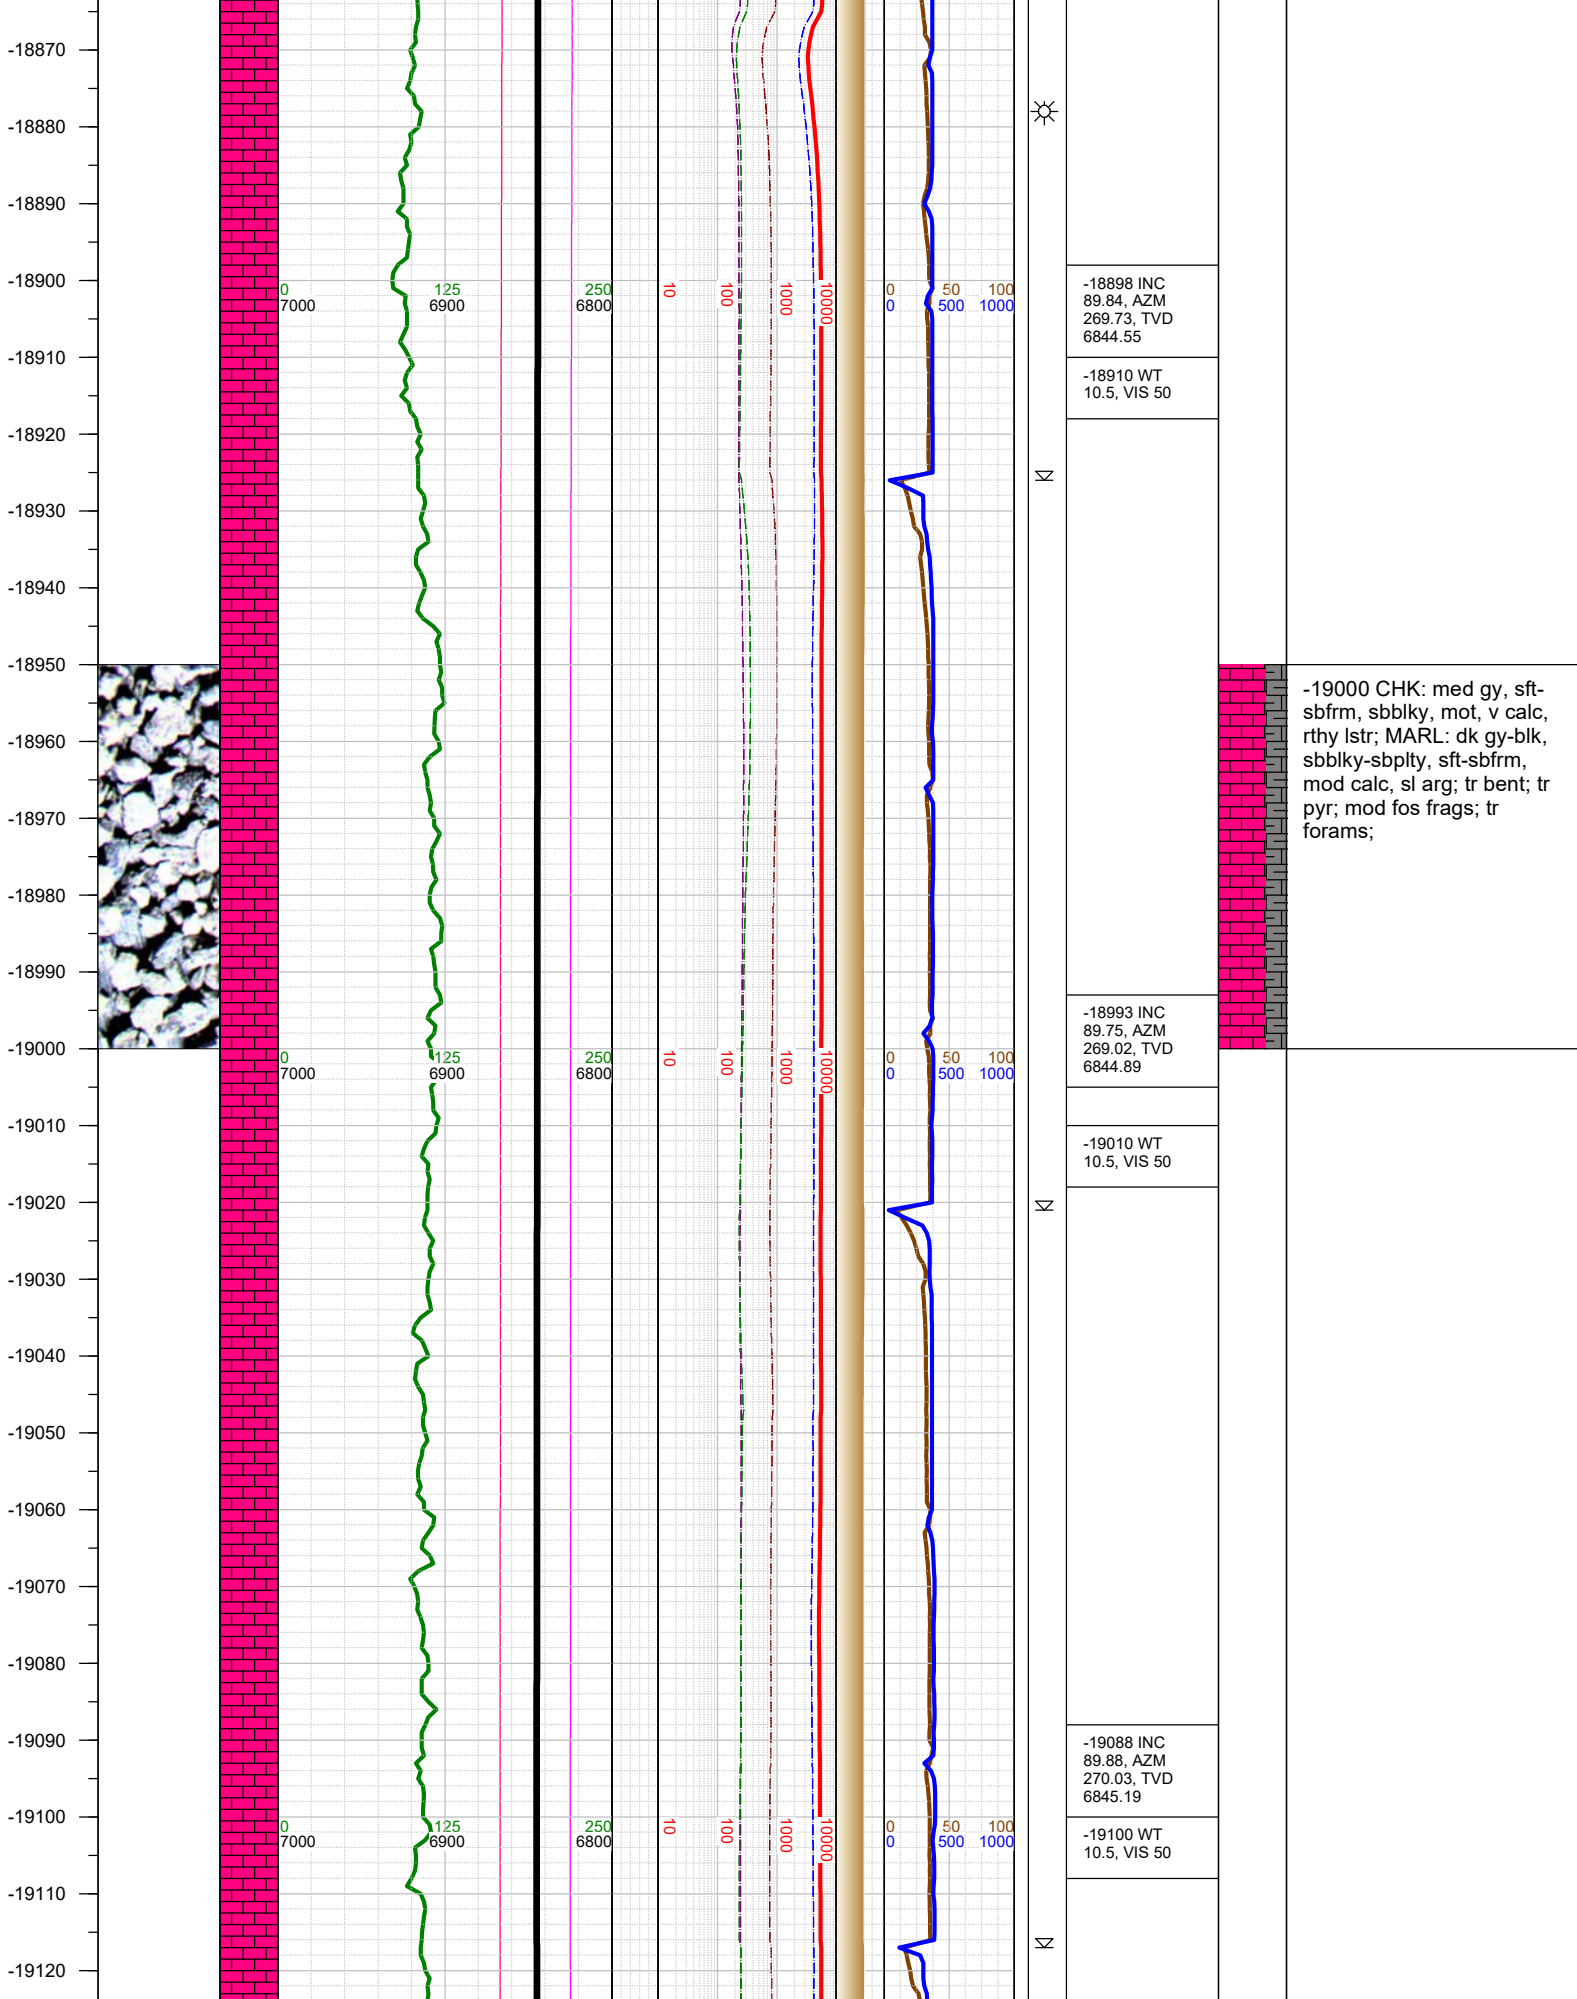 -18870
-18880
-18890
-18900
0 125 250 10 100 1000 10000 0 50 100
7000 6900 6800 0 500 1000
-18898 INC
89.84, AZM
269.73, TVD
6844.55
-18910
-18910 WT
10.5, VIS 50
-18920
-18930
-18940
-18950
-19000 CHK: med gy, sft-
sbfrm, sbblky, mot, v calc,
rthy lstr; MARL: dk gy-blk,
sbblky-sbplty, sft-sbfrm,
mod calc, sl arg; tr bent; tr
pyr; mod fos frags; tr
forams;
-18960
-18970
-18980
-18990
-18993 INC
89.75, AZM
269.02, TVD
6844.89
-19000
0 125 250 10 100 1000 10000 0 50 100
7000 6900 6800 0 500 1000
-19010
-19010 WT
10.5, VIS 50
-19020
-19030
-19040
-19050
-19060
-19070
-19080
-19090
-19088 INC
89.88, AZM
270.03, TVD
6845.19
-19100
0 125 250 10 100 1000 10000 0 50 100
7000 6900 6800 0 500 1000
-19100 WT
10.5, VIS 50
-19110
-19120